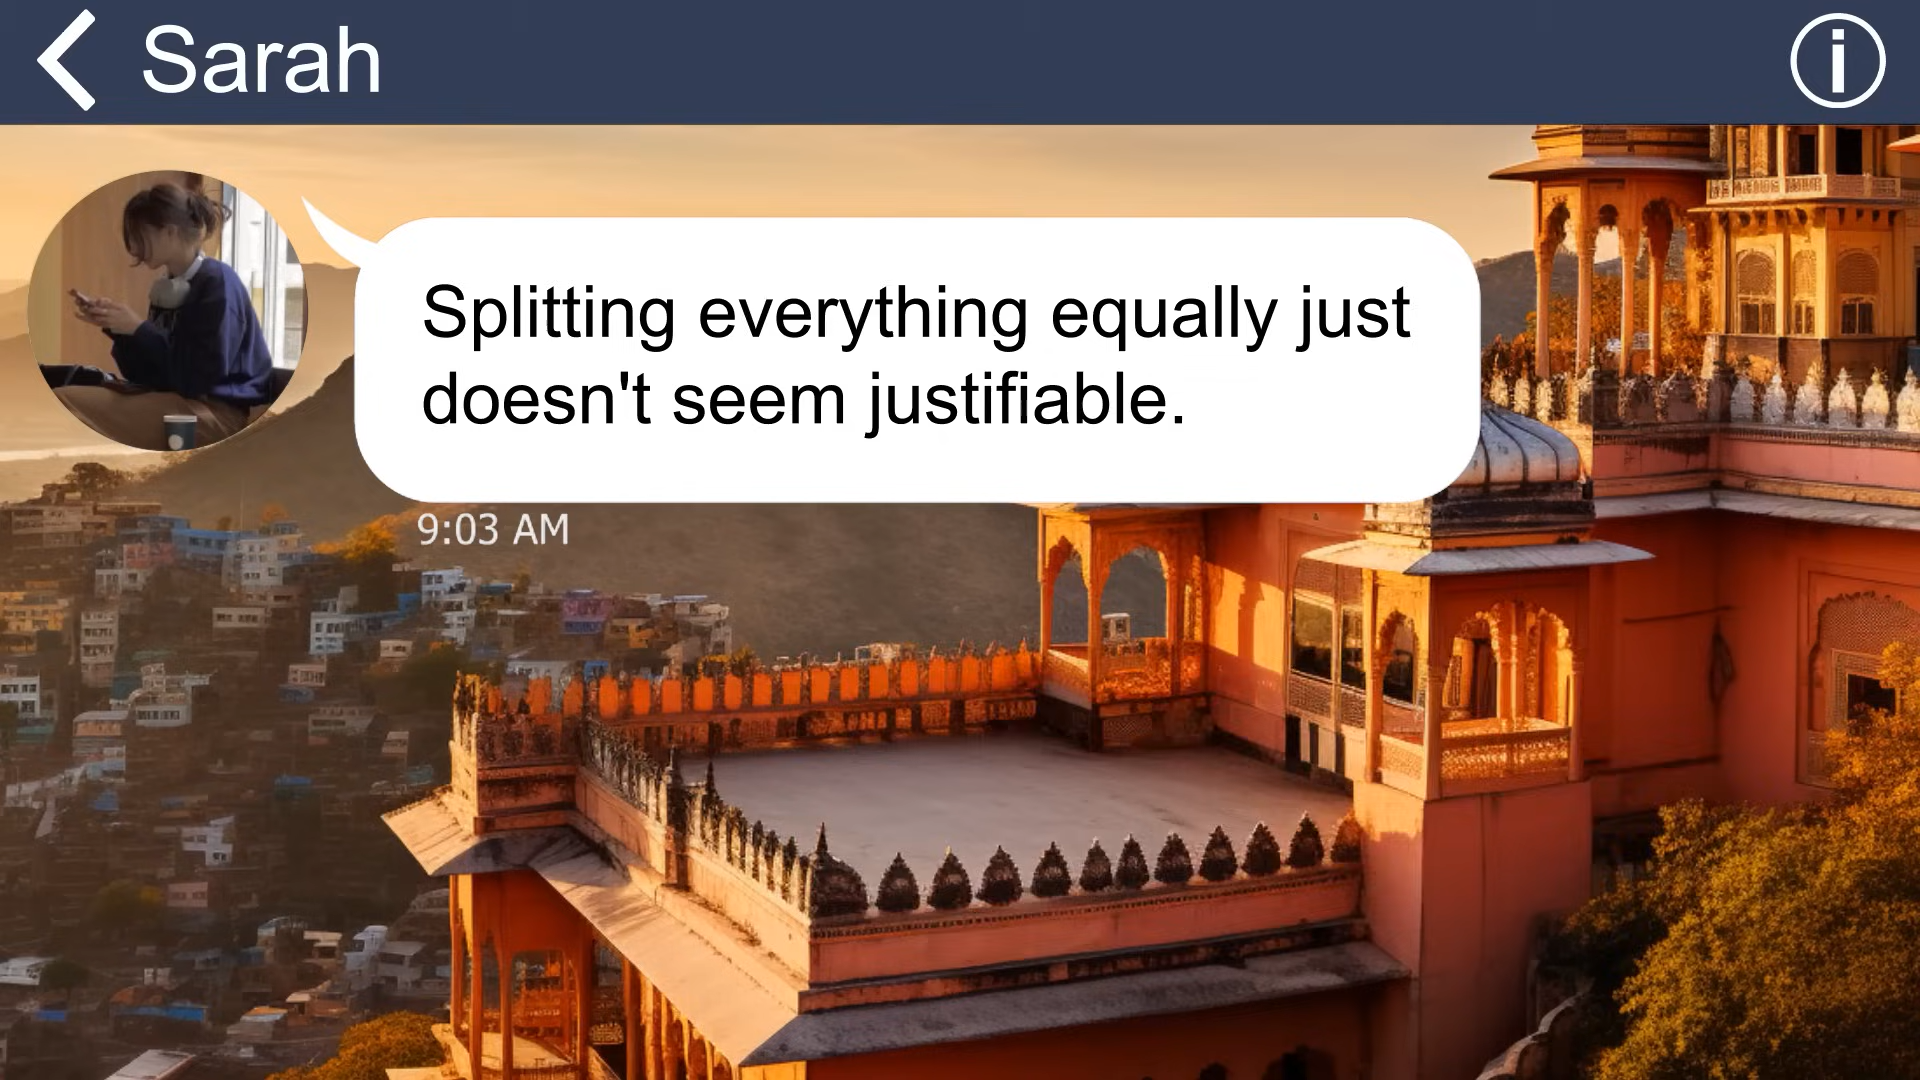 Sarah
Splitting everything equally just
doesn't seem justifiable.
9:03 AM